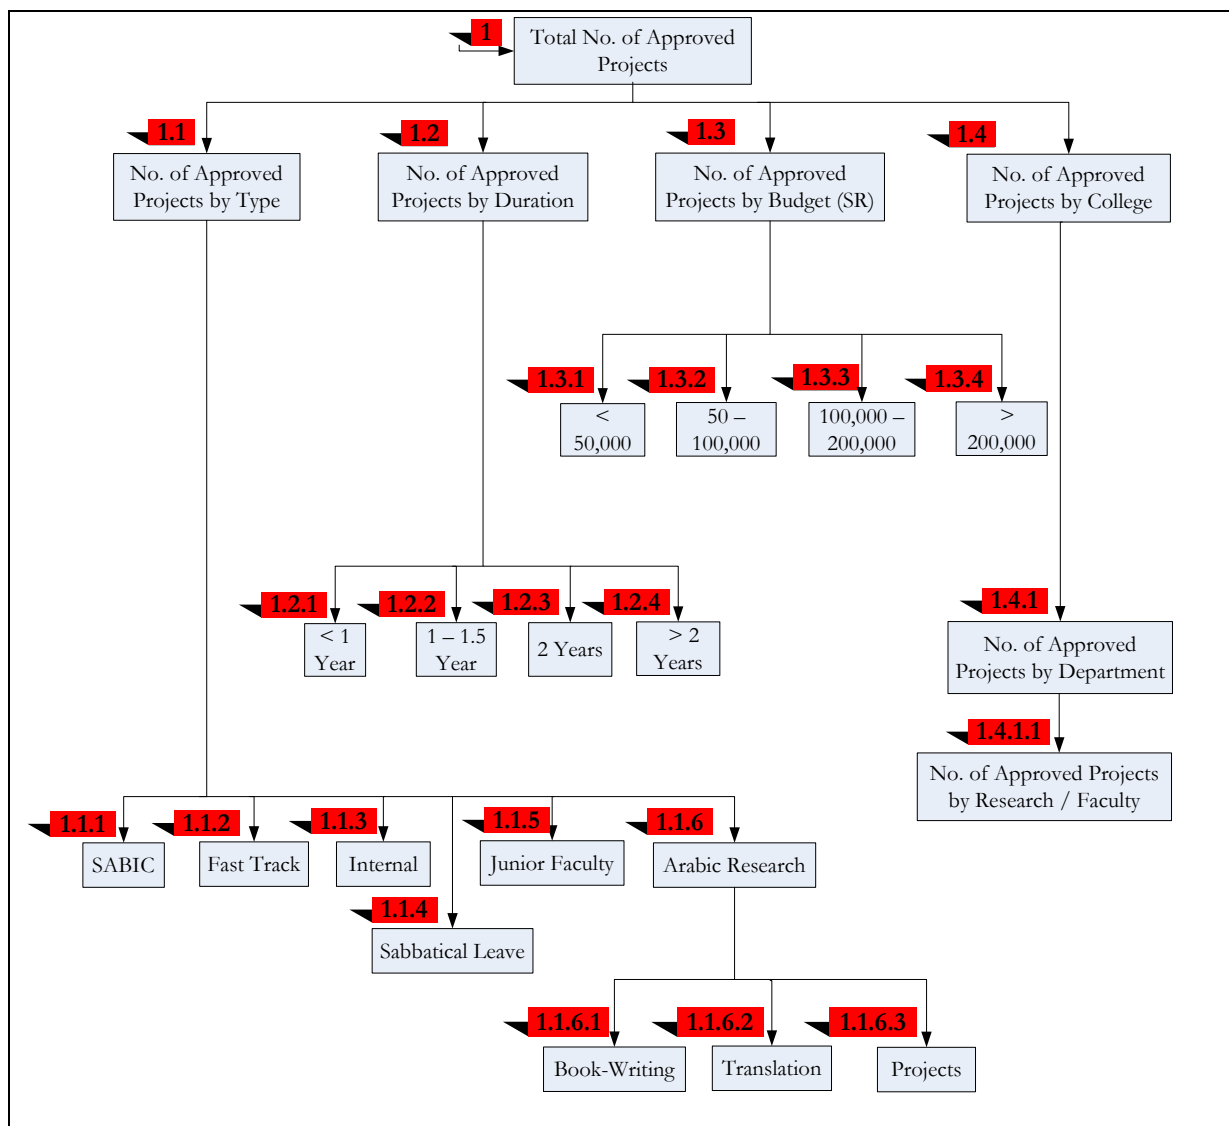 1
Total No. of Approved
Projects
1.1
No. of Approved
Projects by Type
1.2
No. of Approved
Projects by Duration
1.3
No. of Approved
Projects by Budget (SR)
1.4
No. of Approved
Projects by College
1.3.1
<
50,000
1.3.2
50 –
100,000
1.3.3
100,000 –
200,000
1.3.4
>
200,000
1.2.1
< 1
Year
1.2.2
1 – 1.5
Year
1.2.3
2 Years
1.2.4
> 2
Years
1.4.1
No. of Approved
Projects by Department
1.4.1.1
No. of Approved Projects
by Research / Faculty
1.1.1
SABIC
1.1.2
Fast Track
1.1.3
Internal
1.1.4
Sabbatical Leave
1.1.5
Junior Faculty
1.1.6
Arabic Research
1.1.6.1
Book-Writing
1.1.6.2
Translation
1.1.6.3
Projects